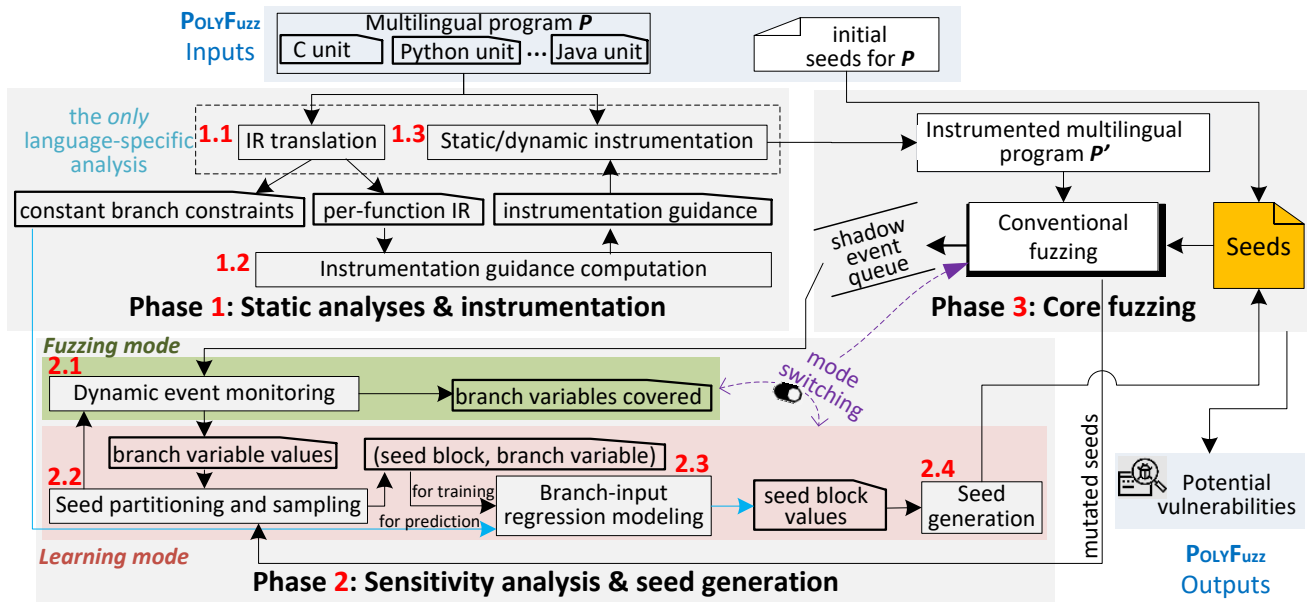 POLYFUZZ
Inputs
Multilingual program P
C unit
Python unit
...
Java unit
initial
seeds for P
the only
language-specific
analysis
1.1
IR translation
1.3
Static/dynamic instrumentation
Instrumented multilingual
program P'
constant branch constraints
per-function IR
instrumentation guidance
shadow
event
queue
Conventional
fuzzing
Seeds
1.2
Instrumentation guidance computation
Phase 1: Static analyses & instrumentation
Phase 3: Core fuzzing
Fuzzing mode
2.1
Dynamic event monitoring
branch variables covered
mode
switching
branch variable values
(seed block, branch variable)
2.2
Seed partitioning and sampling
for training
for prediction
2.3
Branch-input
regression modeling
seed block
values
2.4
Seed
generation
mutated seeds
Potential
vulnerabilities
Learning mode
Phase 2: Sensitivity analysis & seed generation
POLYFUZZ
Outputs